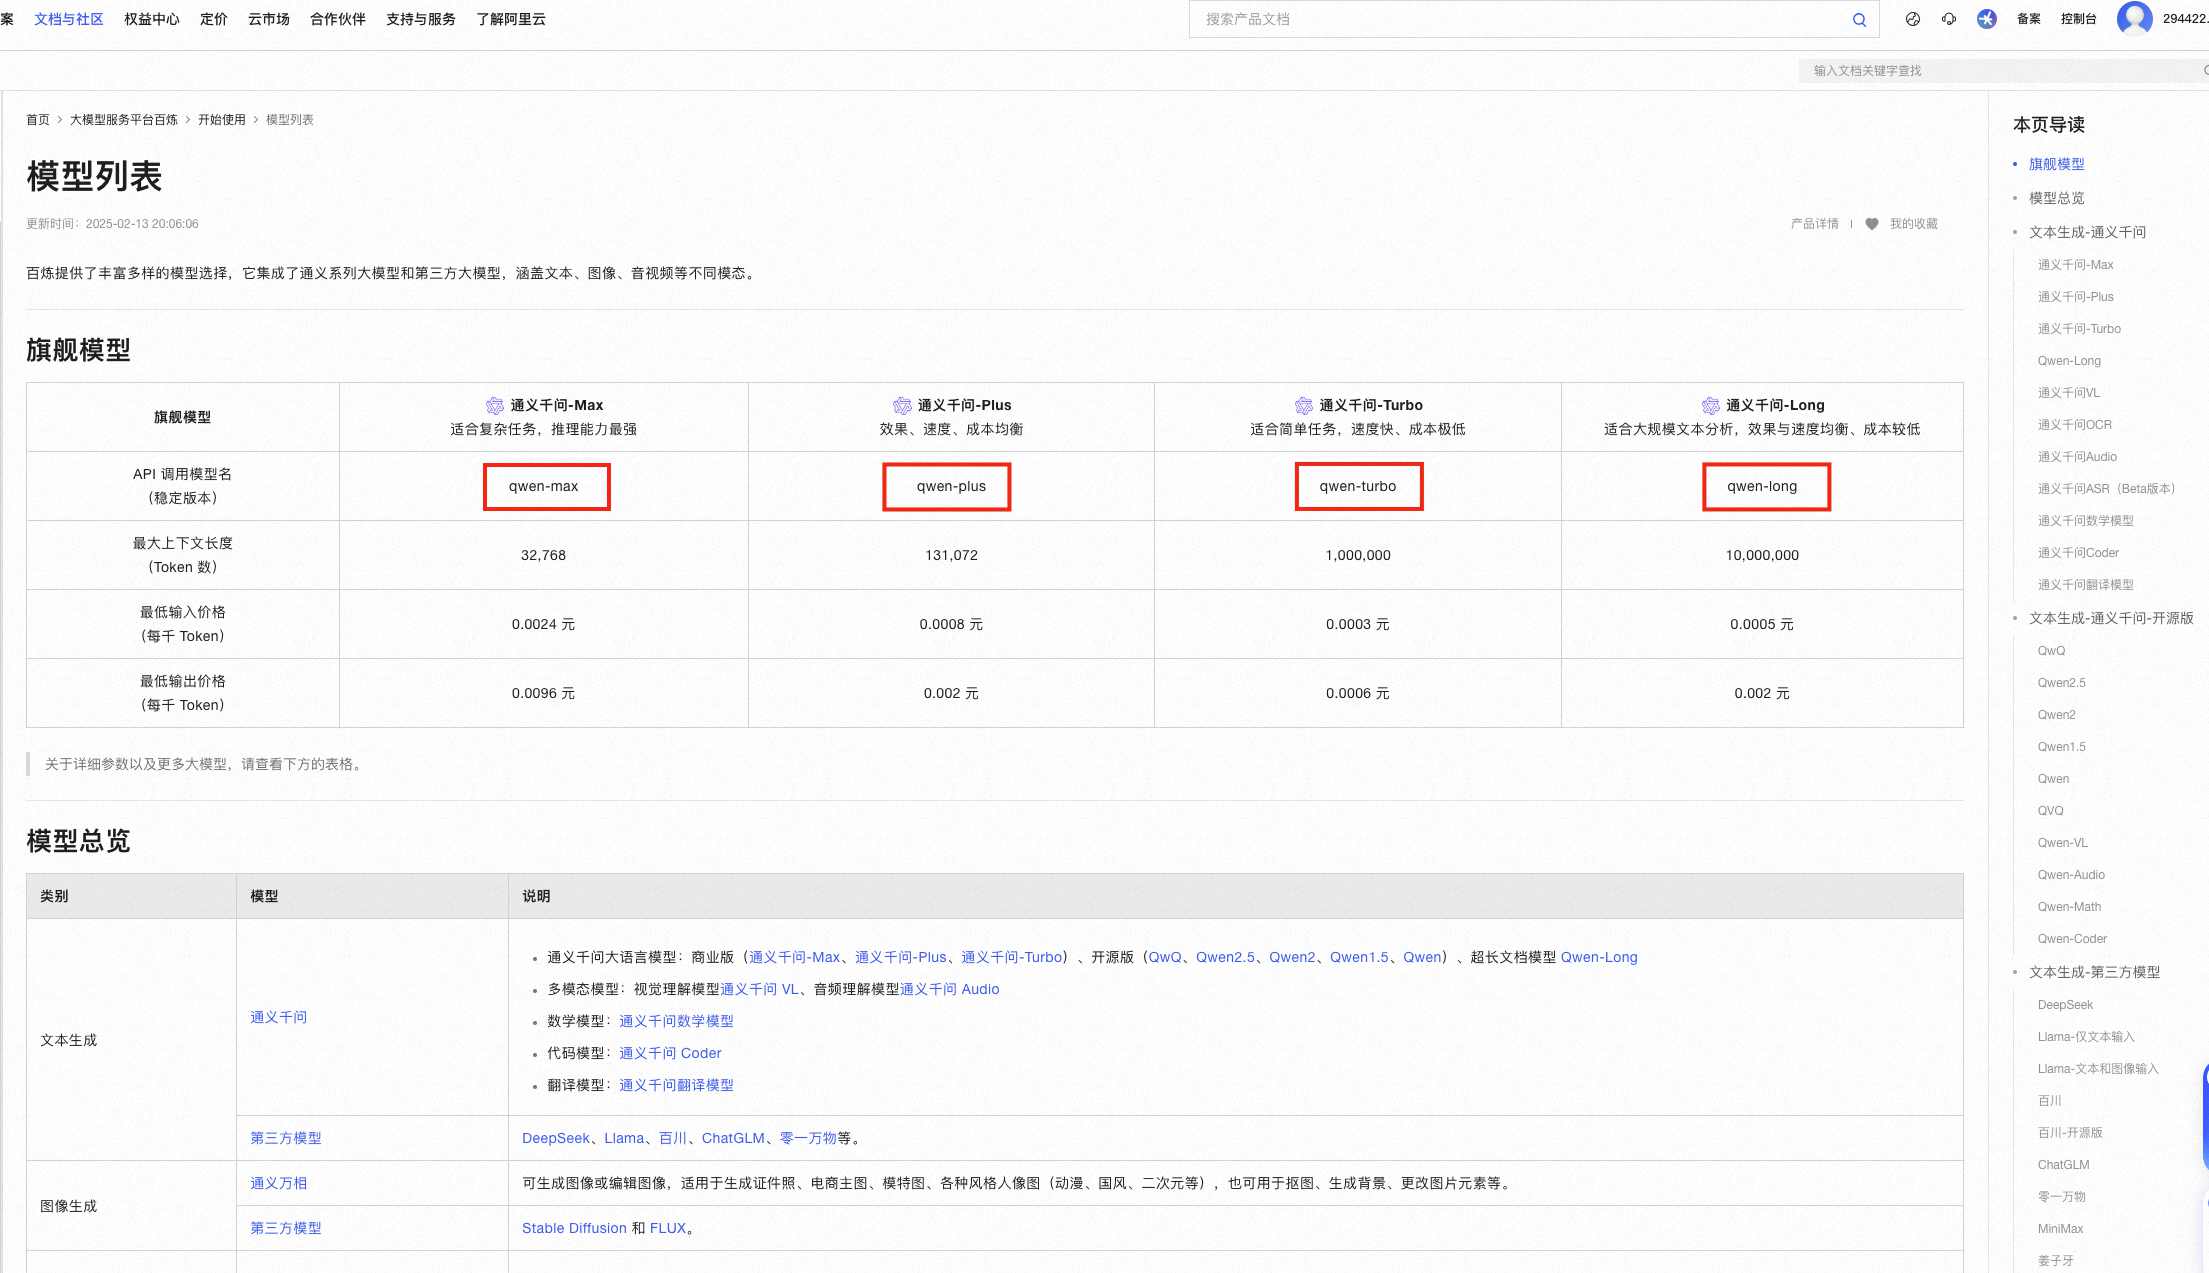 案 文档与社区 权益中心 定价 云市场 合作伙伴 支持与服务 了解阿里云 搜索产品文档 备案 控制台 294422.
输入文档关键字查找
首页 > 大模型服务平台百炼 > 开始使用 > 模型列表
模型列表
更新时间：2025-02-13 20:06:06 产品详情 我的收藏
百炼提供了丰富多样的模型选择，它集成了通义系列大模型和第三方大模型，涵盖文本、图像、音视频等不同模态。
旗舰模型
旗舰模型 通义千问-Max 通义千问-Plus 通义千问-Turbo 通义千问-Long
适合复杂任务，推理能力最强 效果、速度、成本均衡 适合简单任务，速度快、成本极低 适合大规模文本分析，效果与速度均衡、成本较低
API 调用模型名
（稳定版本） qwen-max qwen-plus qwen-turbo qwen-long
最大上下文长度
（Token 数） 32,768 131,072 1,000,000 10,000,000
最低输入价格
（每千 Token） 0.0024 元 0.0008 元 0.0003 元 0.0005 元
最低输出价格
（每千 Token） 0.0096 元 0.002 元 0.0006 元 0.002 元
关于详细参数以及更多大模型，请查看下方的表格。
模型总览
类别 模型 说明
文本生成
通义千问
通义千问大语言模型：商业版（通义千问-Max、通义千问-Plus、通义千问-Turbo）、开源版（QwQ、Qwen2.5、Qwen2、Qwen1.5、Qwen）、超长文档模型 Qwen-Long
多模态模型：视觉理解模型通义千问 VL、音频理解模型通义千问 Audio
数学模型：通义千问数学模型
代码模型：通义千问 Coder
翻译模型：通义千问翻译模型
第三方模型 DeepSeek、Llama、百川、ChatGLM、零一万物等。
图像生成
通义万相 可生成图像或编辑图像，适用于生成证件照、电商主图、模特图、各种风格人像图（动漫、国风、二次元等），也可用于抠图、生成背景、更改图片元素等。
第三方模型 Stable Diffusion 和 FLUX。
本页导读
旗舰模型
模型总览
文本生成-通义千问
通义千问-Max
通义千问-Plus
通义千问-Turbo
Qwen-Long
通义千问VL
通义千问OCR
通义千问Audio
通义千问ASR（Beta版本）
通义千问数学模型
通义千问Coder
通义千问翻译模型
文本生成-通义千问-开源版
QwQ
Qwen2.5
Qwen2
Qwen1.5
Qwen
QVQ
Qwen-VL
Qwen-Audio
Qwen-Math
Qwen-Coder
文本生成-第三方模型
DeepSeek
Llama-仅文本输入
Llama-文本和图像输入
百川
百川-开源版
ChatGLM
零一万物
MiniMax
姜子牙